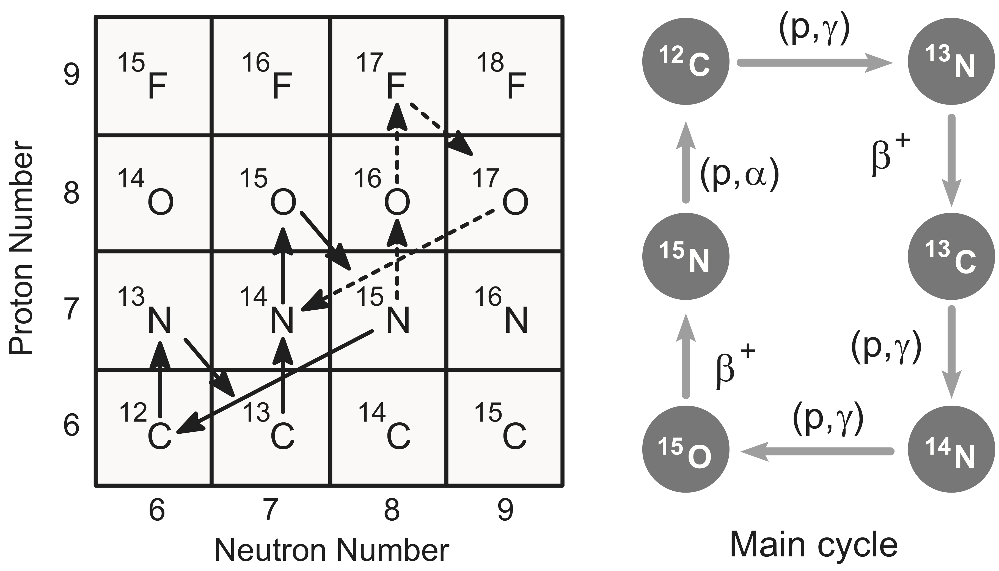 Proton Number
9
8
7
6
15F
16F
17F
18F
14O
15O
16O
17O
13N
14N
15N
16N
12C
13C
14C
15C
6
7
8
9
Neutron Number
12C
(p,γ)
13N
β+
(p,α)
15N
13C
β+
(p,γ)
(p,γ)
15O
14N
Main cycle